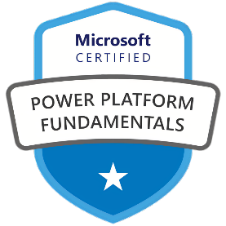 Microsoft
CERTIFIED
POWER PLATFORM
FUNDAMENTALS